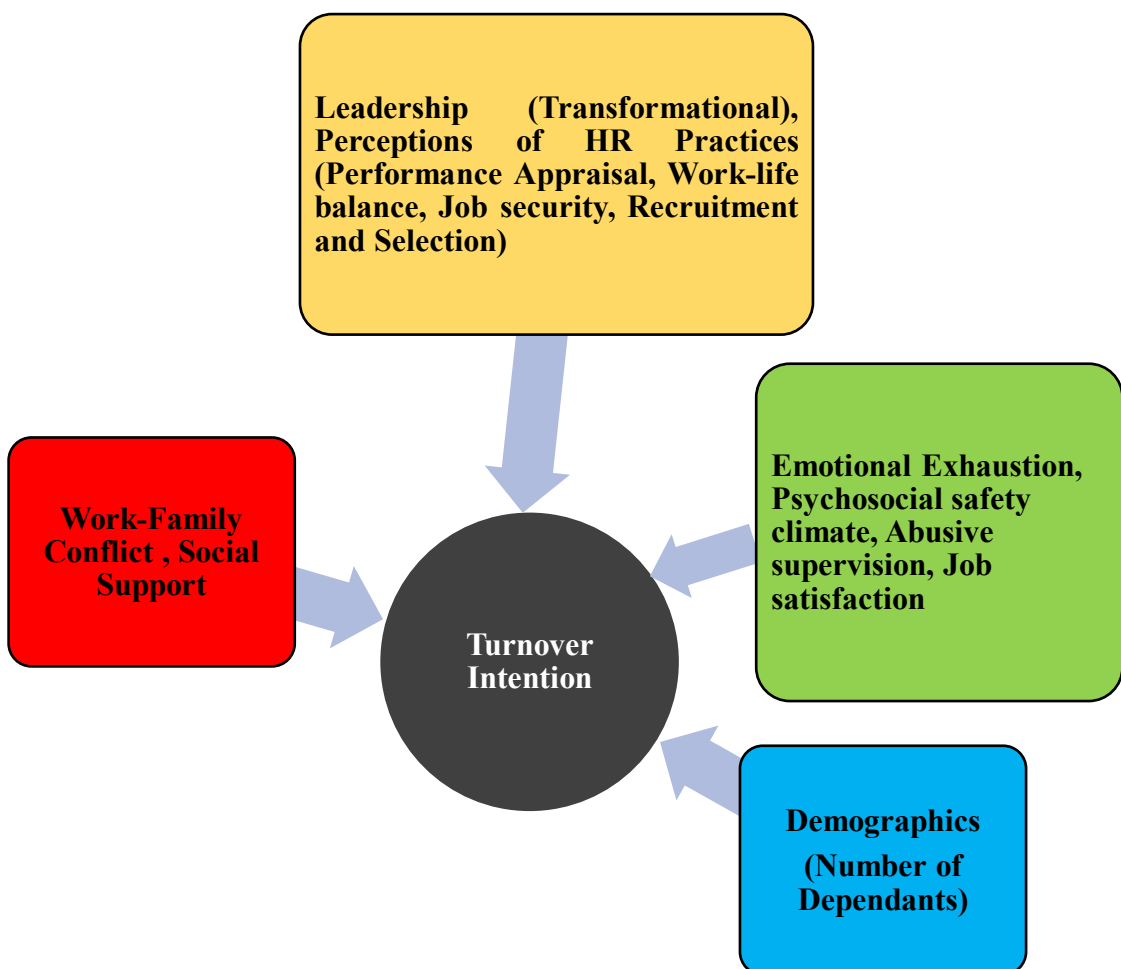 Leadership (Transformational),
Perceptions of HR Practices
(Performance Appraisal, Work-life
balance, Job security, Recruitment
and Selection)
Emotional Exhaustion,
Psychosocial safety
climate, Abusive
supervision, Job
satisfaction
Work-Family
Conflict , Social
Support
Turnover
Intention
Demographics
(Number of
Dependants)